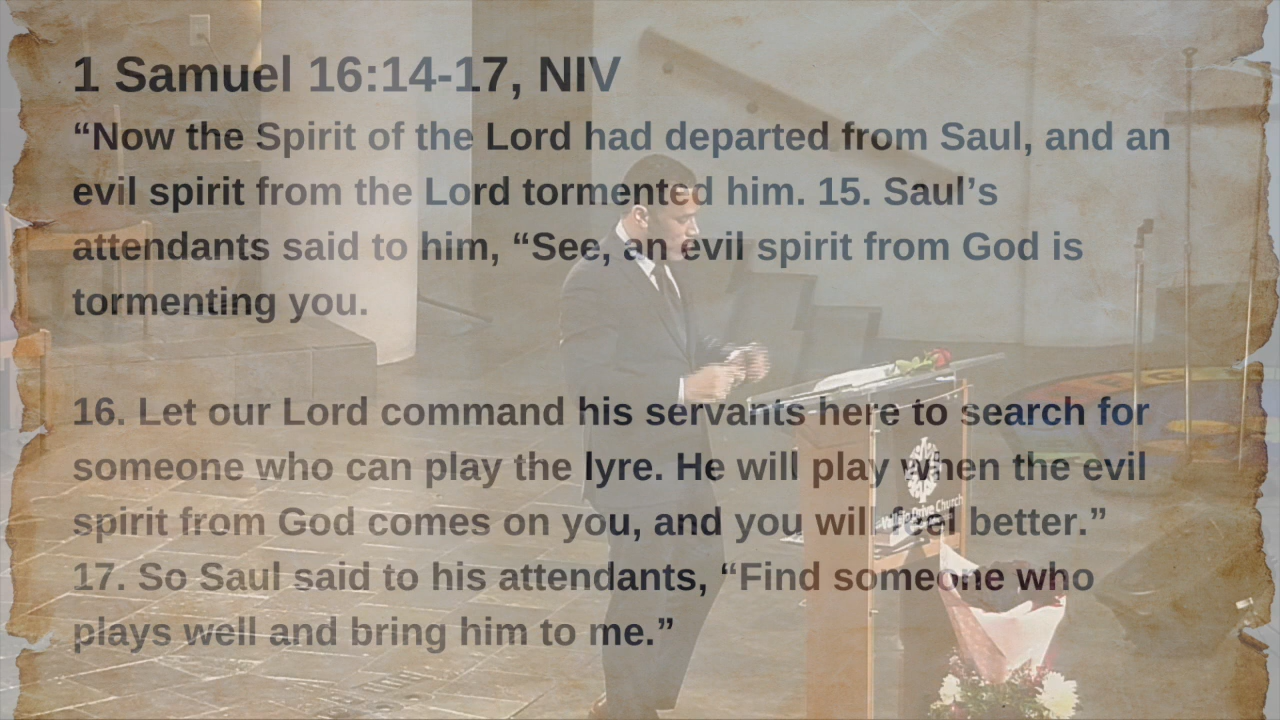 1 Samuel 16:14-17, NIV
“Now the Spirit of the Lord had departed from Saul, and an
evil spirit from the Lord tormented him. 15. Saul’s
attendants said to him, “See, an evil spirit from God is
tormenting you.
16. Let our Lord command his servants here to search for
someone who can play the lyre. He will play when the evil
spirit from God comes on you, and you will feel better.”
Vallejo Drive Church
17. So Saul said to his attendants, “Find someone who
plays well and bring him to me.”